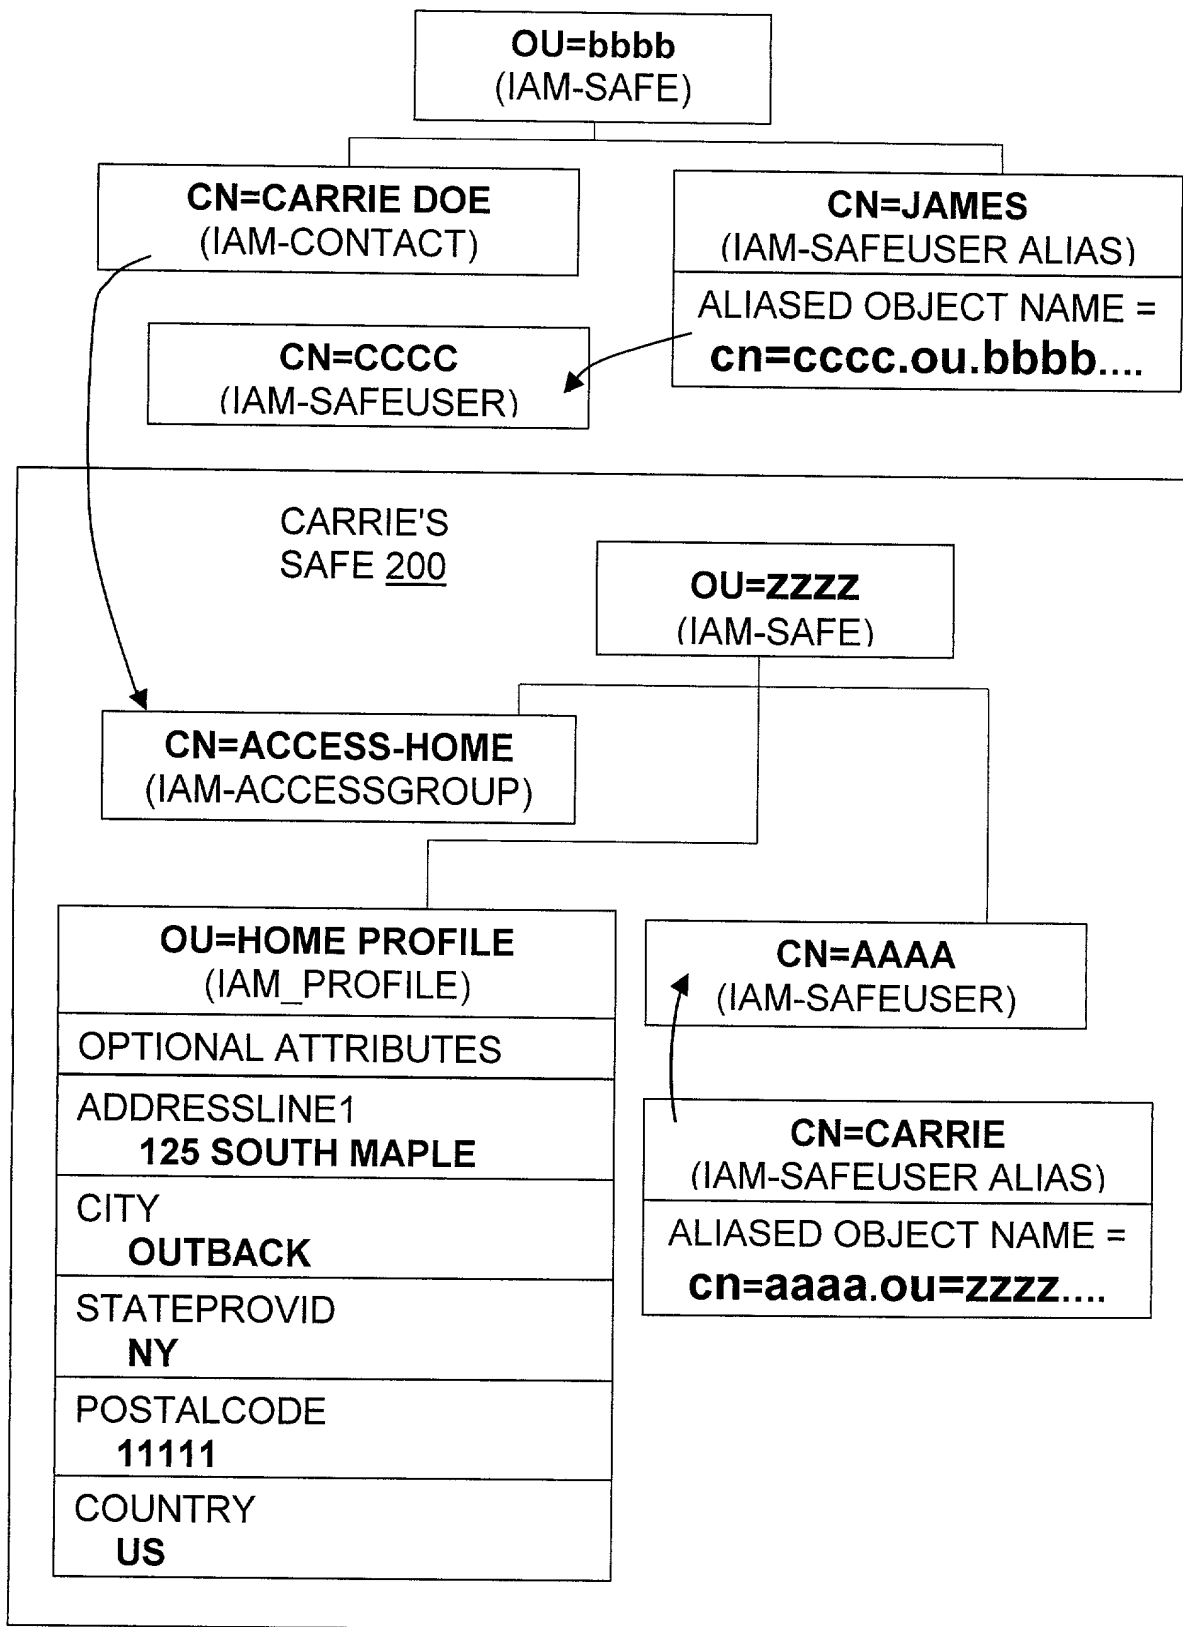 OU=bbbb
(IAM-SAFE)
CN=CARRIE DOE
(IAM-CONTACT)
CN=JAMES
(IAM-SAFEUSER ALIAS)
ALIASED OBJECT NAME =
cn=cccc.ou.bbbb....
CN=CCCC
(IAM-SAFEUSER)
CARRIE'S
SAFE 200
OU=zzzz
(IAM-SAFE)
CN=ACCESS-HOME
(IAM-ACCESSGROUP)
OU=HOME PROFILE
(IAM_PROFILE)
OPTIONAL ATTRIBUTES
ADDRESSLINE1
125 SOUTH MAPLE
CITY
OUTBACK
STATEPROVID
NY
POSTALCODE
11111
COUNTRY
US
CN=AAAA
(IAM-SAFEUSER)
CN=CARRIE
(IAM-SAFEUSER ALIAS)
ALIASED OBJECT NAME =
cn=aaaa.ou=zzzz....